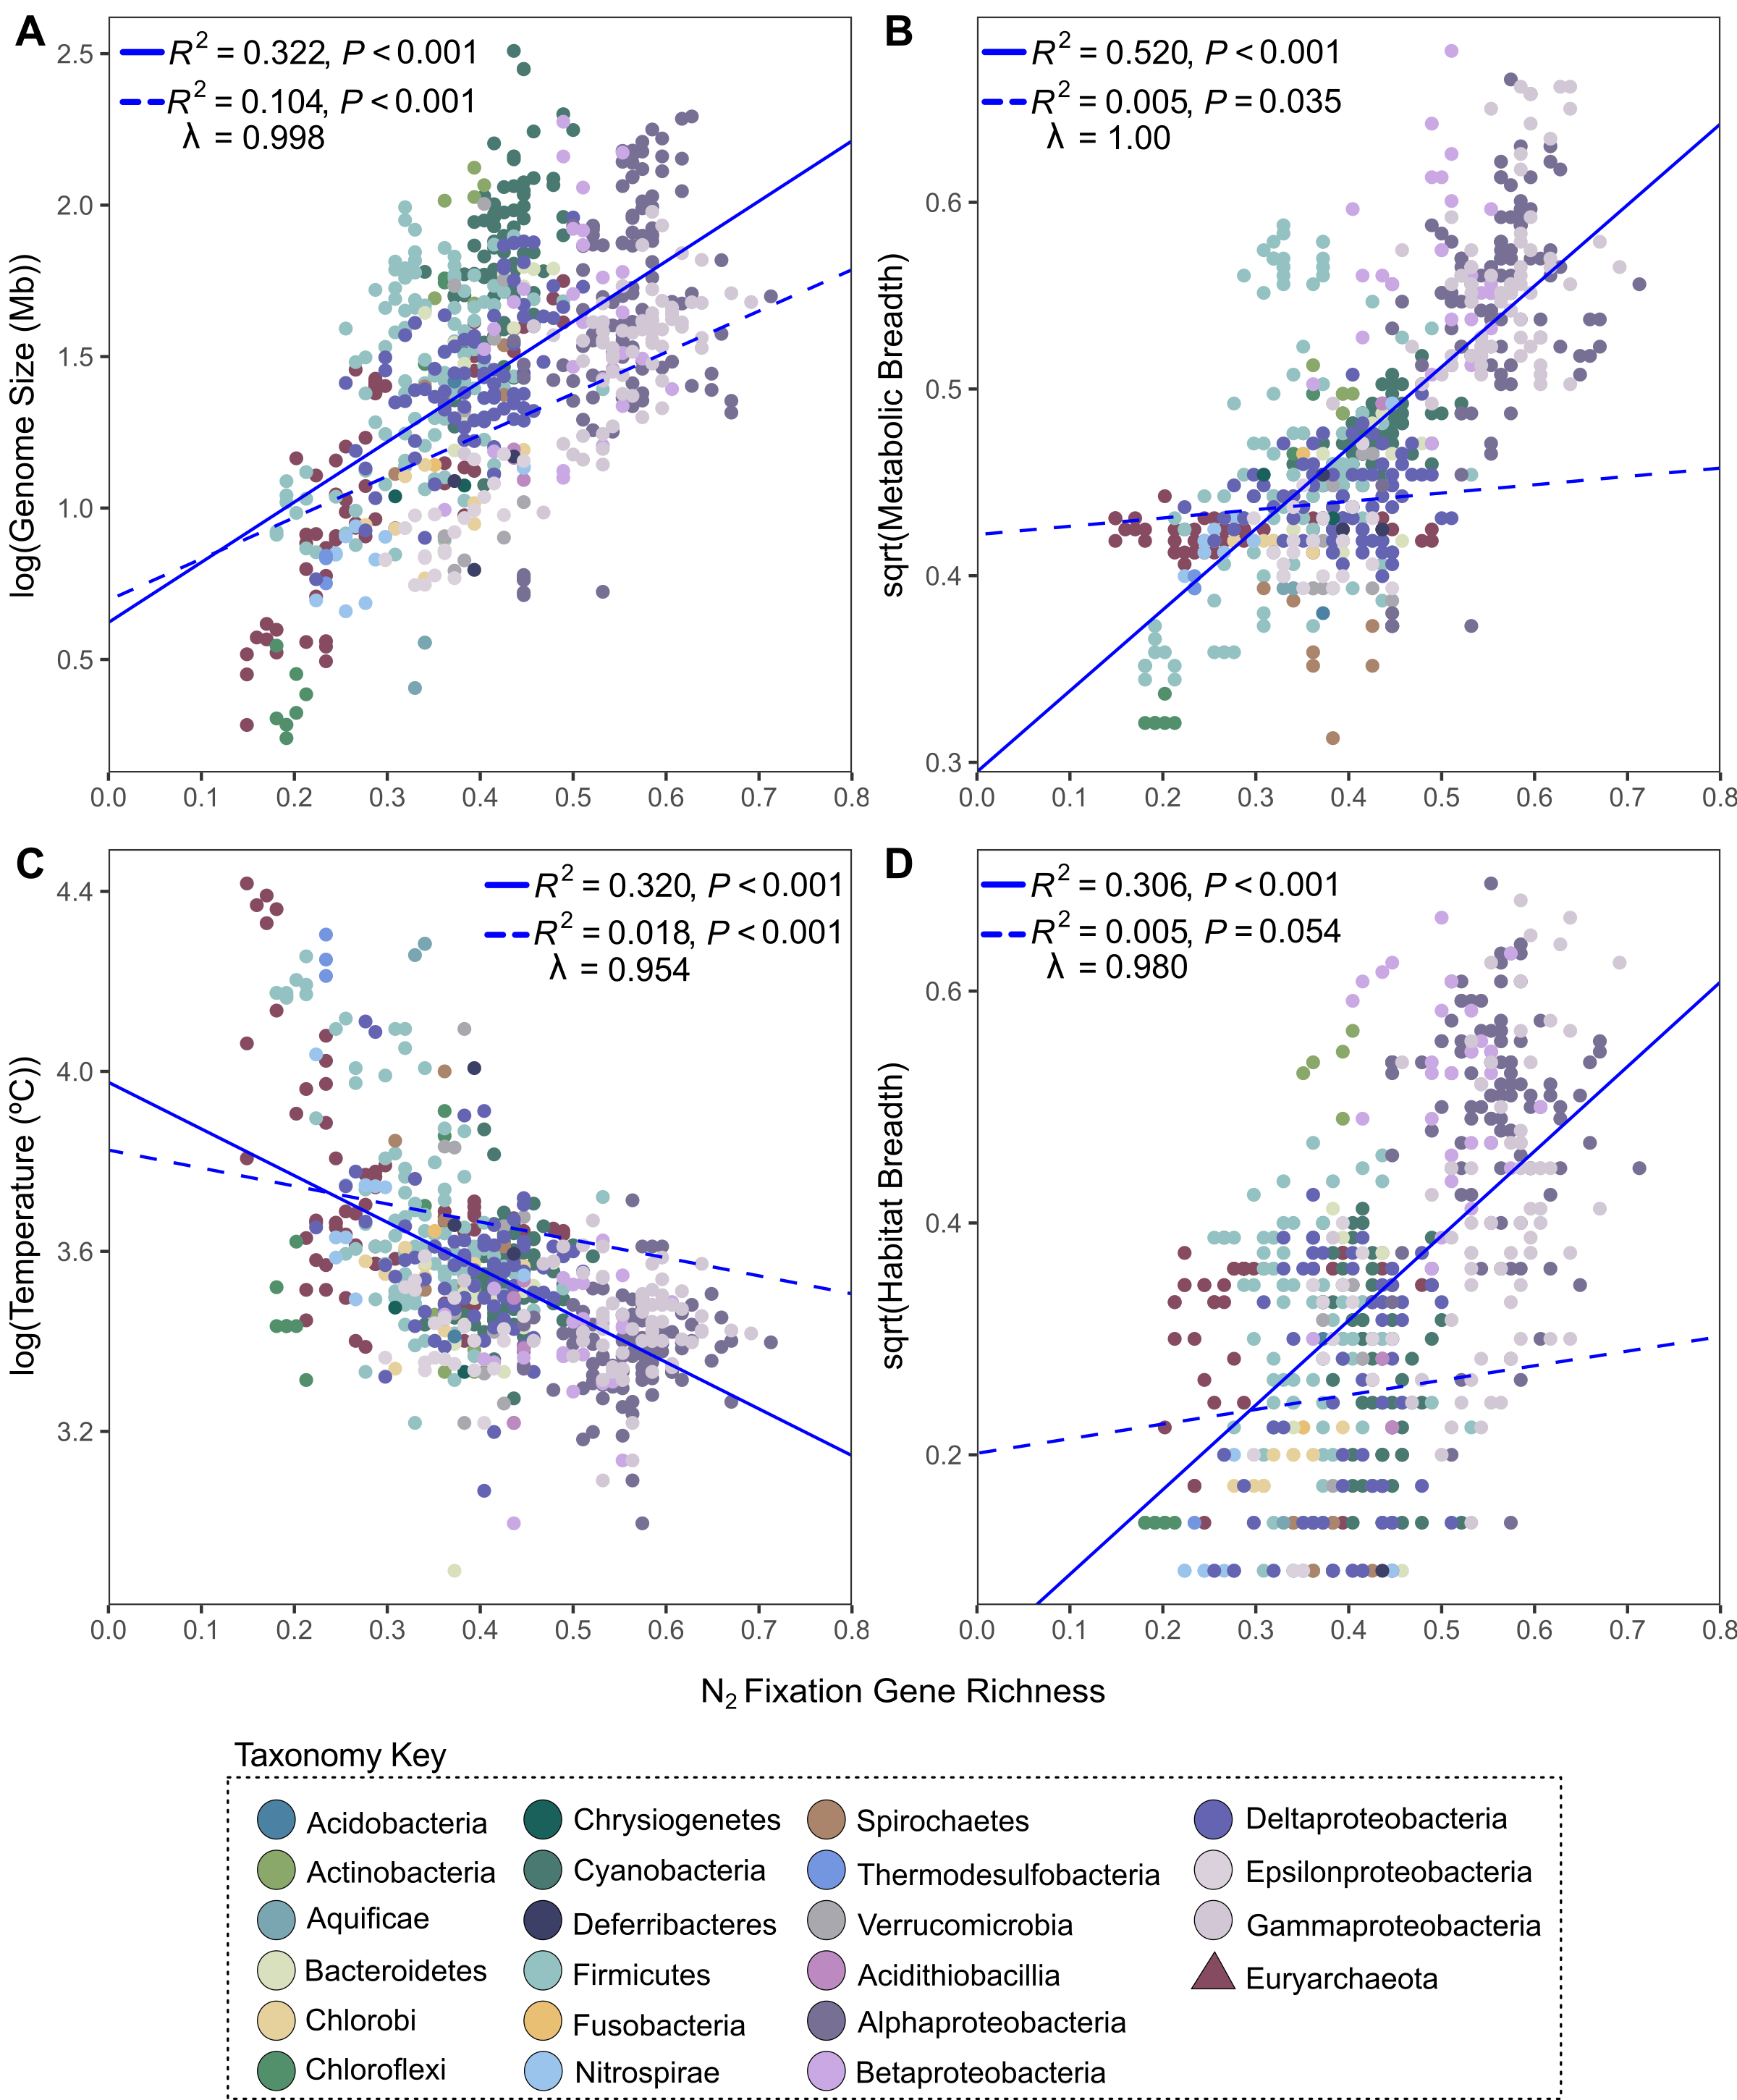 A
R² = 0.322, P < 0.001
R² = 0.104, P < 0.001
λ = 0.998
log(Genome Size (Mb))
2.5
2.0
1.5
1.0
0.5
0.0 0.1 0.2 0.3 0.4 0.5 0.6 0.7 0.8
B
R² = 0.520, P < 0.001
R² = 0.005, P = 0.035
λ = 1.00
sqrt(Metabolic Breadth)
0.6
0.5
0.4
0.3
0.0 0.1 0.2 0.3 0.4 0.5 0.6 0.7 0.8
C
R² = 0.320, P < 0.001
R² = 0.018, P < 0.001
λ = 0.954
log(Temperature (ºC))
4.4
4.0
3.6
3.2
0.0 0.1 0.2 0.3 0.4 0.5 0.6 0.7 0.8
D
R² = 0.306, P < 0.001
R² = 0.005, P = 0.054
λ = 0.980
sqrt(Habitat Breadth)
0.6
0.4
0.2
0.0 0.1 0.2 0.3 0.4 0.5 0.6 0.7 0.8
N₂ Fixation Gene Richness
Taxonomy Key
Acidobacteria
Actinobacteria
Aquificae
Bacteroidetes
Chlorobi
Chloroflexi
Chrysiogenetes
Cyanobacteria
Deferribacteres
Firmicutes
Fusobacteria
Nitrospirae
Spirochaetes
Thermodesulfobacteria
Verrucomicrobia
Acidithiobacillia
Alphaproteobacteria
Betaproteobacteria
Deltaproteobacteria
Epsilonproteobacteria
Gammaproteobacteria
Euryarchaeota